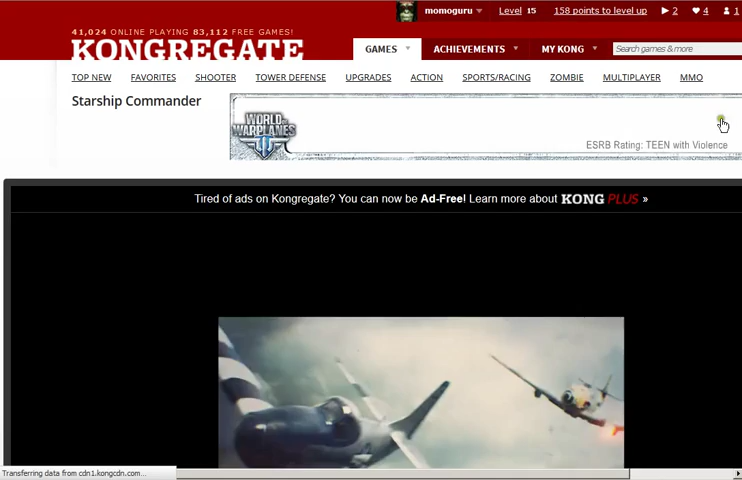 momoguru Level 15 158 points to level up 2 4 1
41,024 ONLINE PLAYING 83,112 FREE GAMES!
KONGREGATE
GAMES ACHIEVEMENTS MY KONG Search games & more
TOP NEW FAVORITES SHOOTER TOWER DEFENSE UPGRADES ACTION SPORTS/RACING ZOMBIE MULTIPLAYER MMO
Starship Commander
WORLD OF
WARPLANES
ESRB Rating: TEEN with Violence
Tired of ads on Kongregate? You can now be Ad-Free! Learn more about KONG PLUS »
Transferring data from cdn1.kongcdn.com...